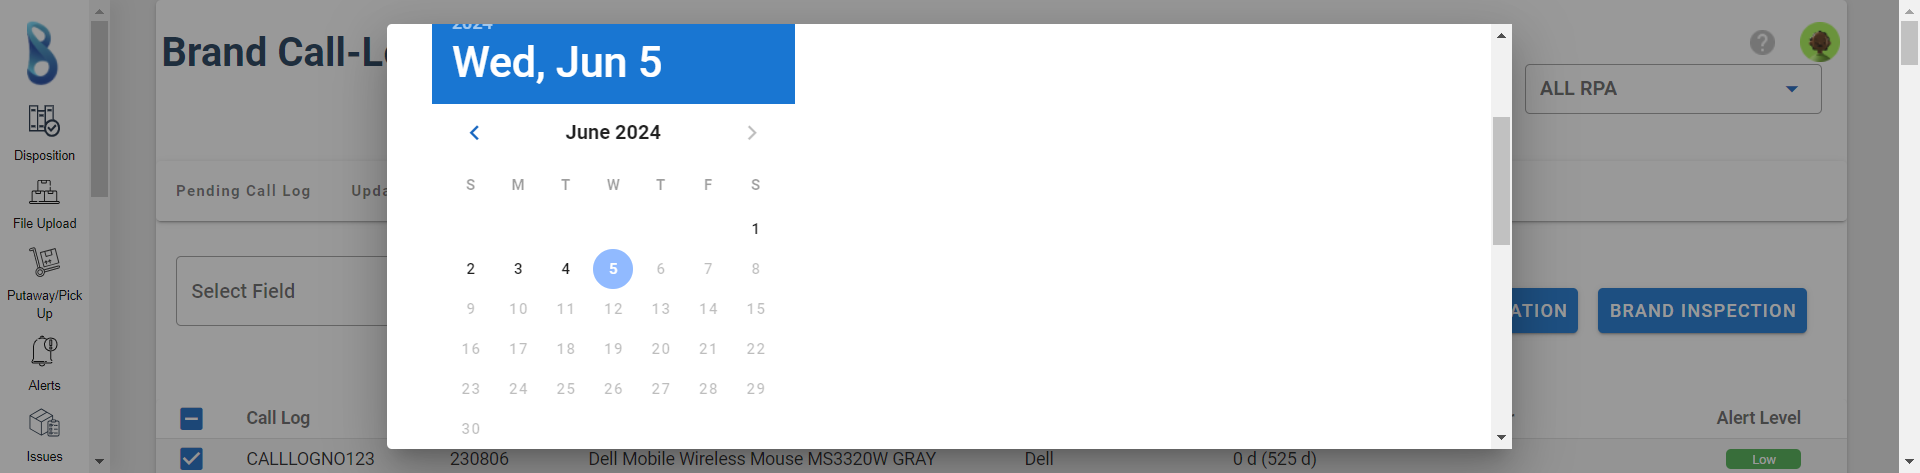 Disposition
File Upload
Putaway/Pick
Up
Alerts
Issues
Brand Call-L
ALL RPA
Pending Call Log
Upda
Select Field
2024
Wed, Jun 5
June 2024
S M T W T F S
1
2 3 4 5 6 7 8
9 10 11 12 13 14 15
16 17 18 19 20 21 22
23 24 25 26 27 28 29
30
ATION
BRAND INSPECTION
Call Log
Alert Level
CALLLOGNO123 230806 Dell Mobile Wireless Mouse MS3320W GRAY Dell 0 d (525 d) Low